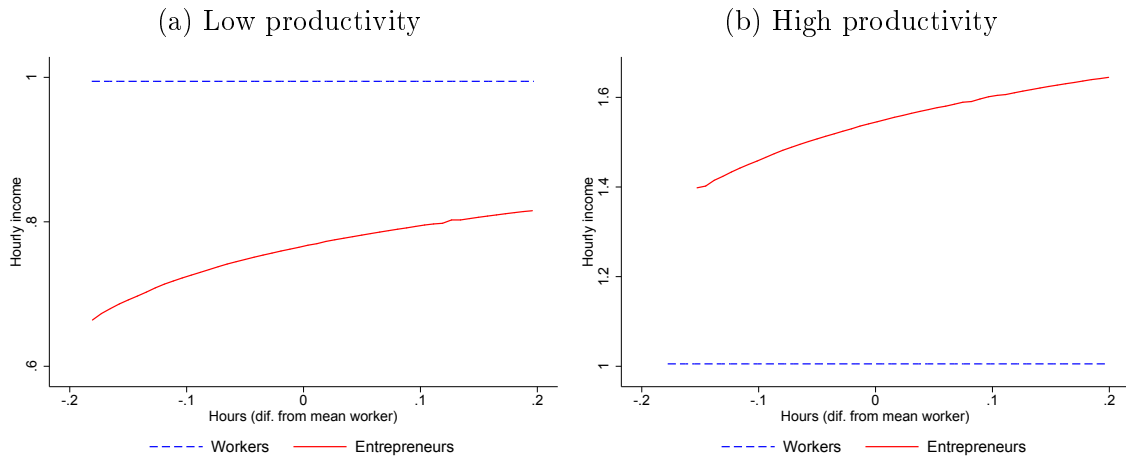 (a) Low productivity
Hourly income
1
.8
.6
-.2 -.1 0 .1 .2
Hours (dif. from mean worker)
Workers Entrepreneurs
(b) High productivity
Hourly income
1.6
1.4
1.2
1
-.2 -.1 0 .1 .2
Hours (dif. from mean worker)
Workers Entrepreneurs